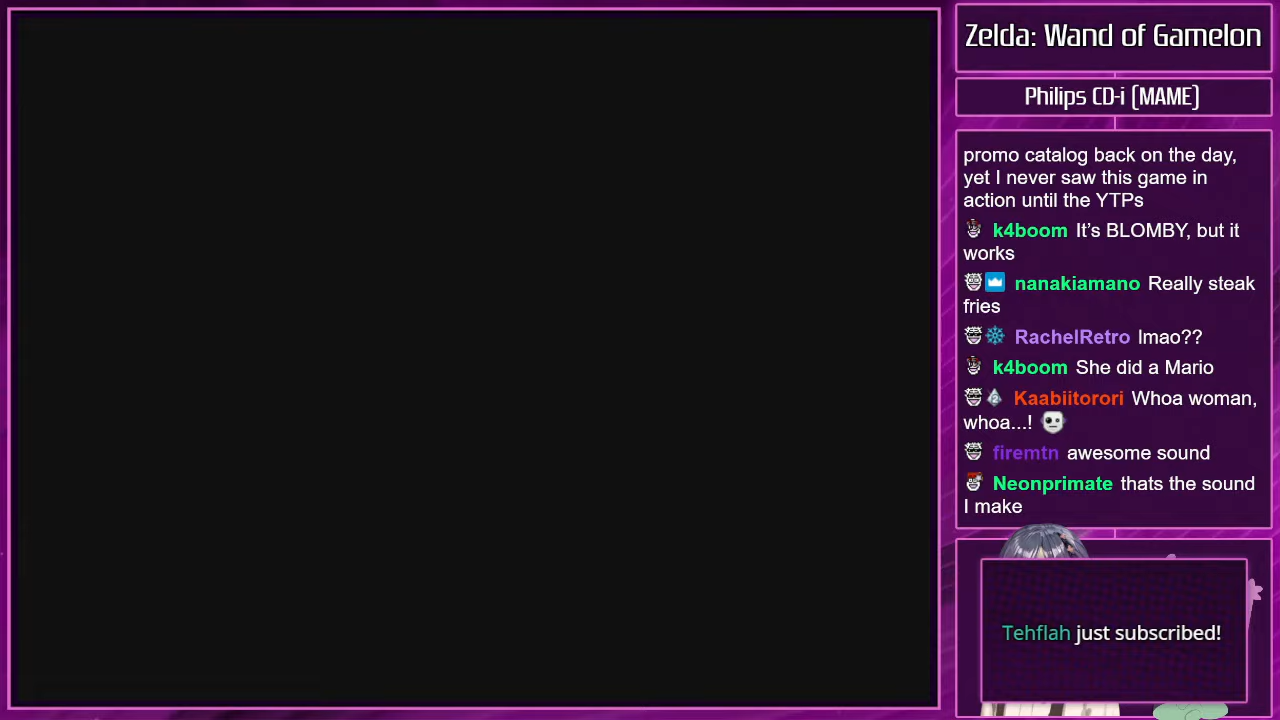 Zelda: Wand of Gamelon
Philips CD-i [MAME]
promo catalog back on the day,
yet I never saw this game in
action until the YTPs
k4boom It’s BLOMBY, but it
works
nanakiamano Really steak
fries
RachelRetro lmao??
k4boom She did a Mario
Kaabiitorori Whoa woman,
whoa...!
firemtn awesome sound
Neonprimate thats the sound
I make
Tehflah just subscribed!